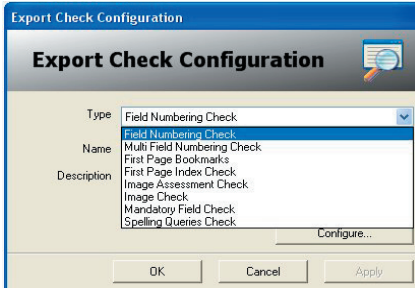 Export Check Configuration
Export Check Configuration
Type Field Numbering Check
Field Numbering Check
Name Multi Field Numbering Check
First Page Bookmarks
Description First Page Index Check
Image Assessment Check
Image Check
Mandatory Field Check
Spelling Queries Check
Configure...
OK Cancel Apply